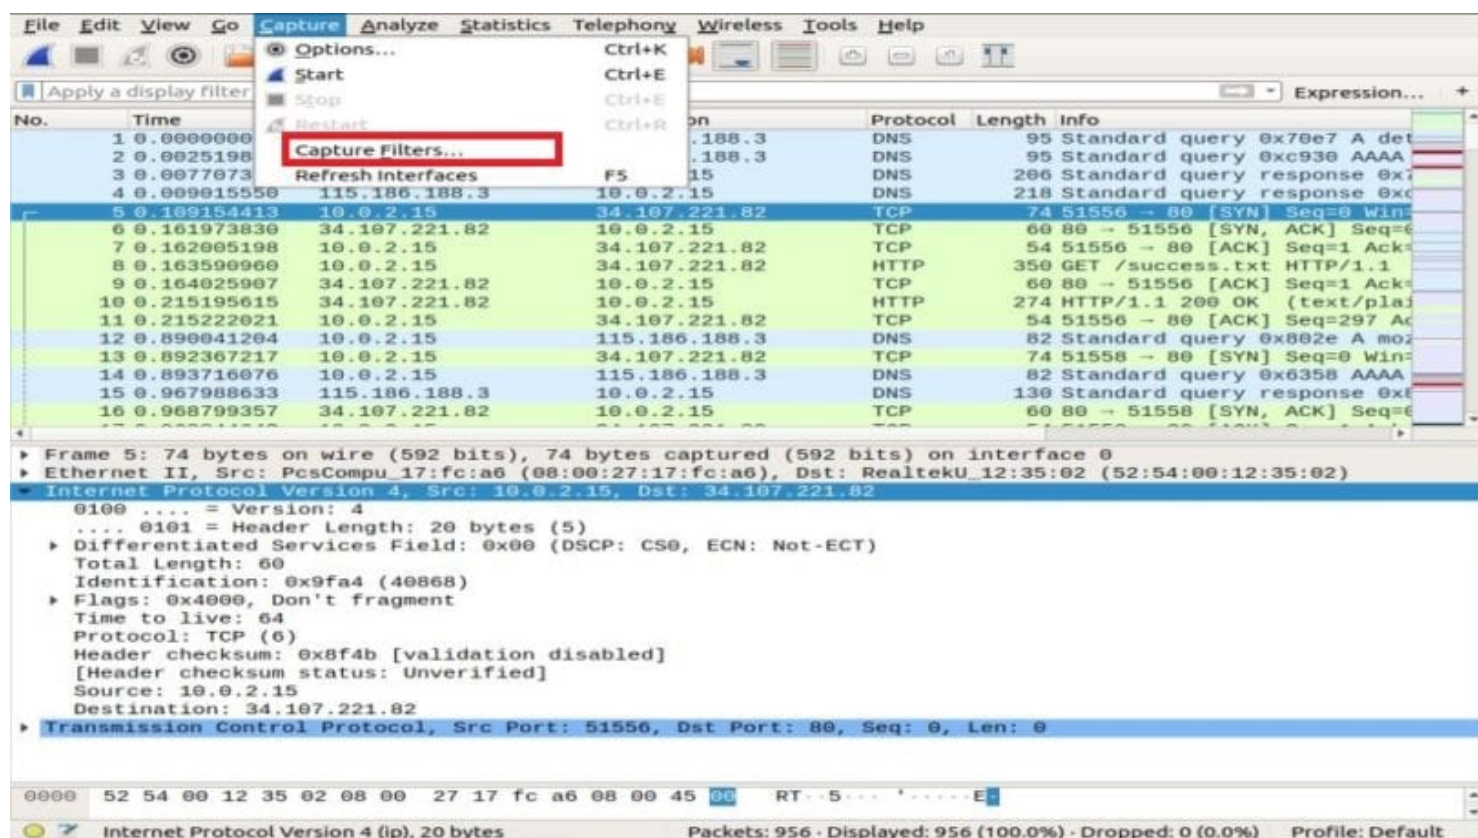 File Edit View Go Capture Analyze Statistics Telephony Wireless Tools Help
Options... Ctrl+K
Start Ctrl+E
Stop Ctrl+E
Restart Ctrl+R
Capture Filters...
Refresh Interfaces F5
Apply a display filter Expression... +
No. Time on Protocol Length Info
1 0.0000000 .188.3 DNS 95 Standard query 0x70e7 A det
2 0.0025198 .188.3 DNS 95 Standard query 0xc930 AAAA
3 0.0077073 15 DNS 206 Standard query response 0x7
4 0.009015550 115.186.188.3 10.0.2.15 DNS 218 Standard query response 0xc
5 0.109154413 10.0.2.15 34.107.221.82 TCP 74 51556 → 80 [SYN] Seq=0 Win=
6 0.161973830 34.107.221.82 10.0.2.15 TCP 60 80 → 51556 [SYN, ACK] Seq=0
7 0.162005198 10.0.2.15 34.107.221.82 TCP 54 51556 → 80 [ACK] Seq=1 Ack=
8 0.163590960 10.0.2.15 34.107.221.82 HTTP 350 GET /success.txt HTTP/1.1
9 0.164025907 34.107.221.82 10.0.2.15 TCP 60 80 → 51556 [ACK] Seq=1 Ack=
10 0.215195615 34.107.221.82 10.0.2.15 HTTP 274 HTTP/1.1 200 OK (text/plai
11 0.215222021 10.0.2.15 34.107.221.82 TCP 54 51556 → 80 [ACK] Seq=297 Ac
12 0.890041204 10.0.2.15 115.186.188.3 DNS 82 Standard query 0x802e A moz
13 0.892367217 10.0.2.15 34.107.221.82 TCP 74 51558 → 80 [SYN] Seq=0 Win=
14 0.893716076 10.0.2.15 115.186.188.3 DNS 82 Standard query 0x6358 AAAA
15 0.967988633 115.186.188.3 10.0.2.15 DNS 130 Standard query response 0x8
16 0.968799357 34.107.221.82 10.0.2.15 TCP 60 80 → 51558 [SYN, ACK] Seq=0
Frame 5: 74 bytes on wire (592 bits), 74 bytes captured (592 bits) on interface 0
Ethernet II, Src: PcsCompu_17:fc:a6 (08:00:27:17:fc:a6), Dst: RealtekU_12:35:02 (52:54:00:12:35:02)
Internet Protocol Version 4, Src: 10.0.2.15, Dst: 34.107.221.82
0100 .... = Version: 4
.... 0101 = Header Length: 20 bytes (5)
Differentiated Services Field: 0x00 (DSCP: CS0, ECN: Not-ECT)
Total Length: 60
Identification: 0x9fa4 (40868)
Flags: 0x4000, Don't fragment
Time to live: 64
Protocol: TCP (6)
Header checksum: 0x8f4b [validation disabled]
[Header checksum status: Unverified]
Source: 10.0.2.15
Destination: 34.107.221.82
Transmission Control Protocol, Src Port: 51556, Dst Port: 80, Seq: 0, Len: 0
0000 52 54 00 12 35 02 08 00 27 17 fc a6 08 00 45 00 RT··5··· '·····E·
Internet Protocol Version 4 (ip), 20 bytes Packets: 956 · Displayed: 956 (100.0%) · Dropped: 0 (0.0%) Profile: Default